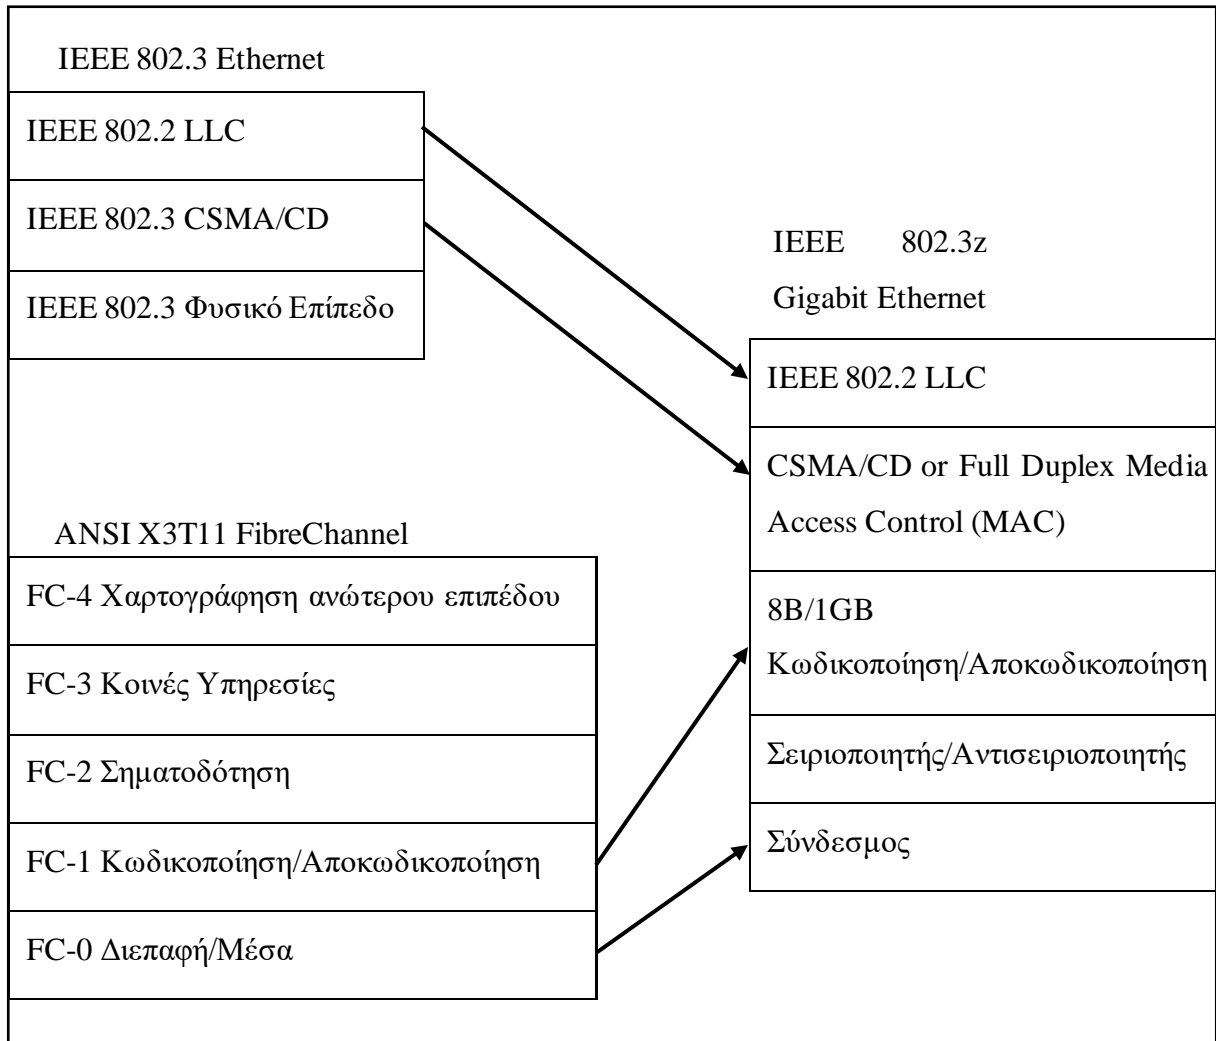 IEEE 802.3 Ethernet
IEEE 802.2 LLC
IEEE 802.3 CSMA/CD
IEEE 802.3 Φυσικό Επίπεδο
IEEE 802.3z
Gigabit Ethernet
IEEE 802.2 LLC
CSMA/CD or Full Duplex Media
Access Control (MAC)
8B/1GB
Κωδικοποίηση/Αποκωδικοποίηση
Σειριοποιητής/Αντισειριοποιητής
Σύνδεσμος
ANSI X3T11 FibreChannel
FC-4 Χαρτογράφηση ανώτερου επιπέδου
FC-3 Κοινές Υπηρεσίες
FC-2 Σηματοδότηση
FC-1 Κωδικοποίηση/Αποκωδικοποίηση
FC-0 Διεπαφή/Μέσα